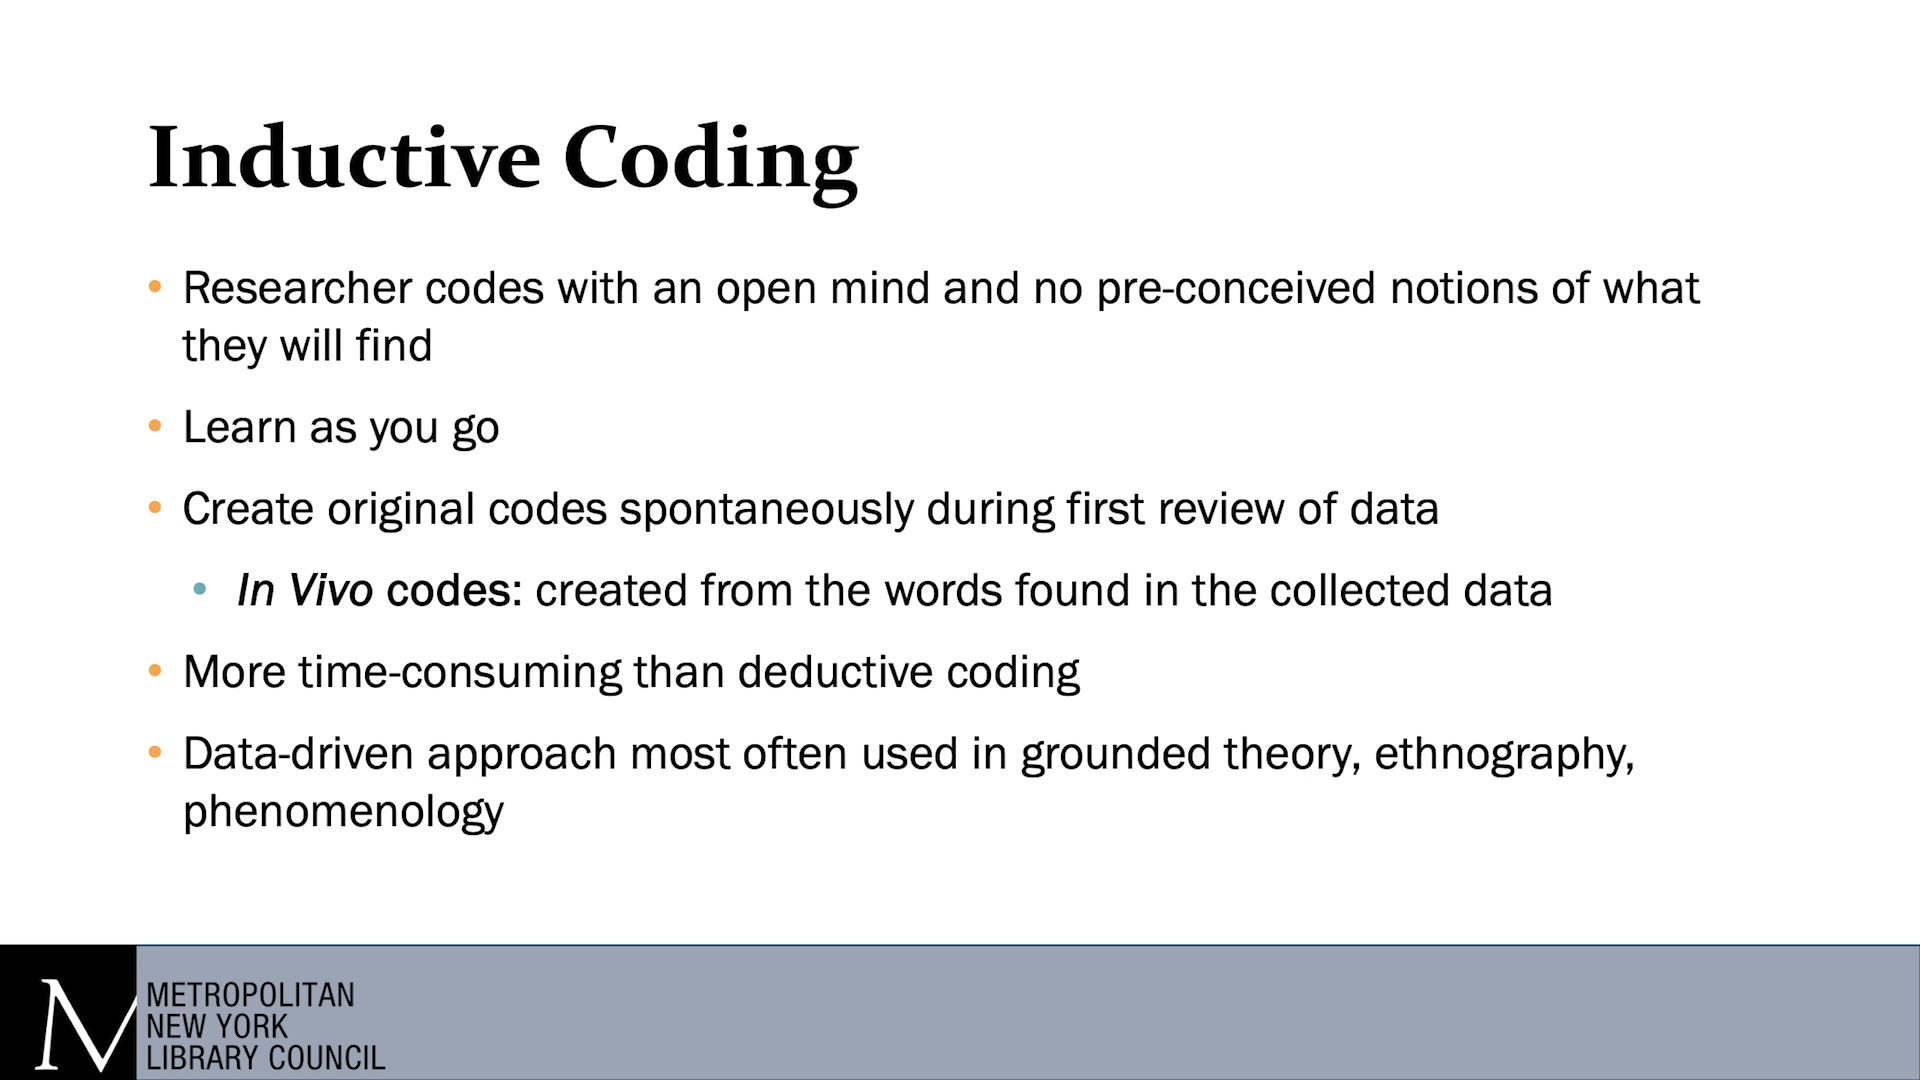 Inductive Coding
• Researcher codes with an open mind and no pre-conceived notions of what
they will find
• Learn as you go
• Create original codes spontaneously during first review of data
• In Vivo codes: created from the words found in the collected data
• More time-consuming than deductive coding
• Data-driven approach most often used in grounded theory, ethnography,
phenomenology
M
METROPOLITAN
NEW YORK
LIBRARY COUNCIL